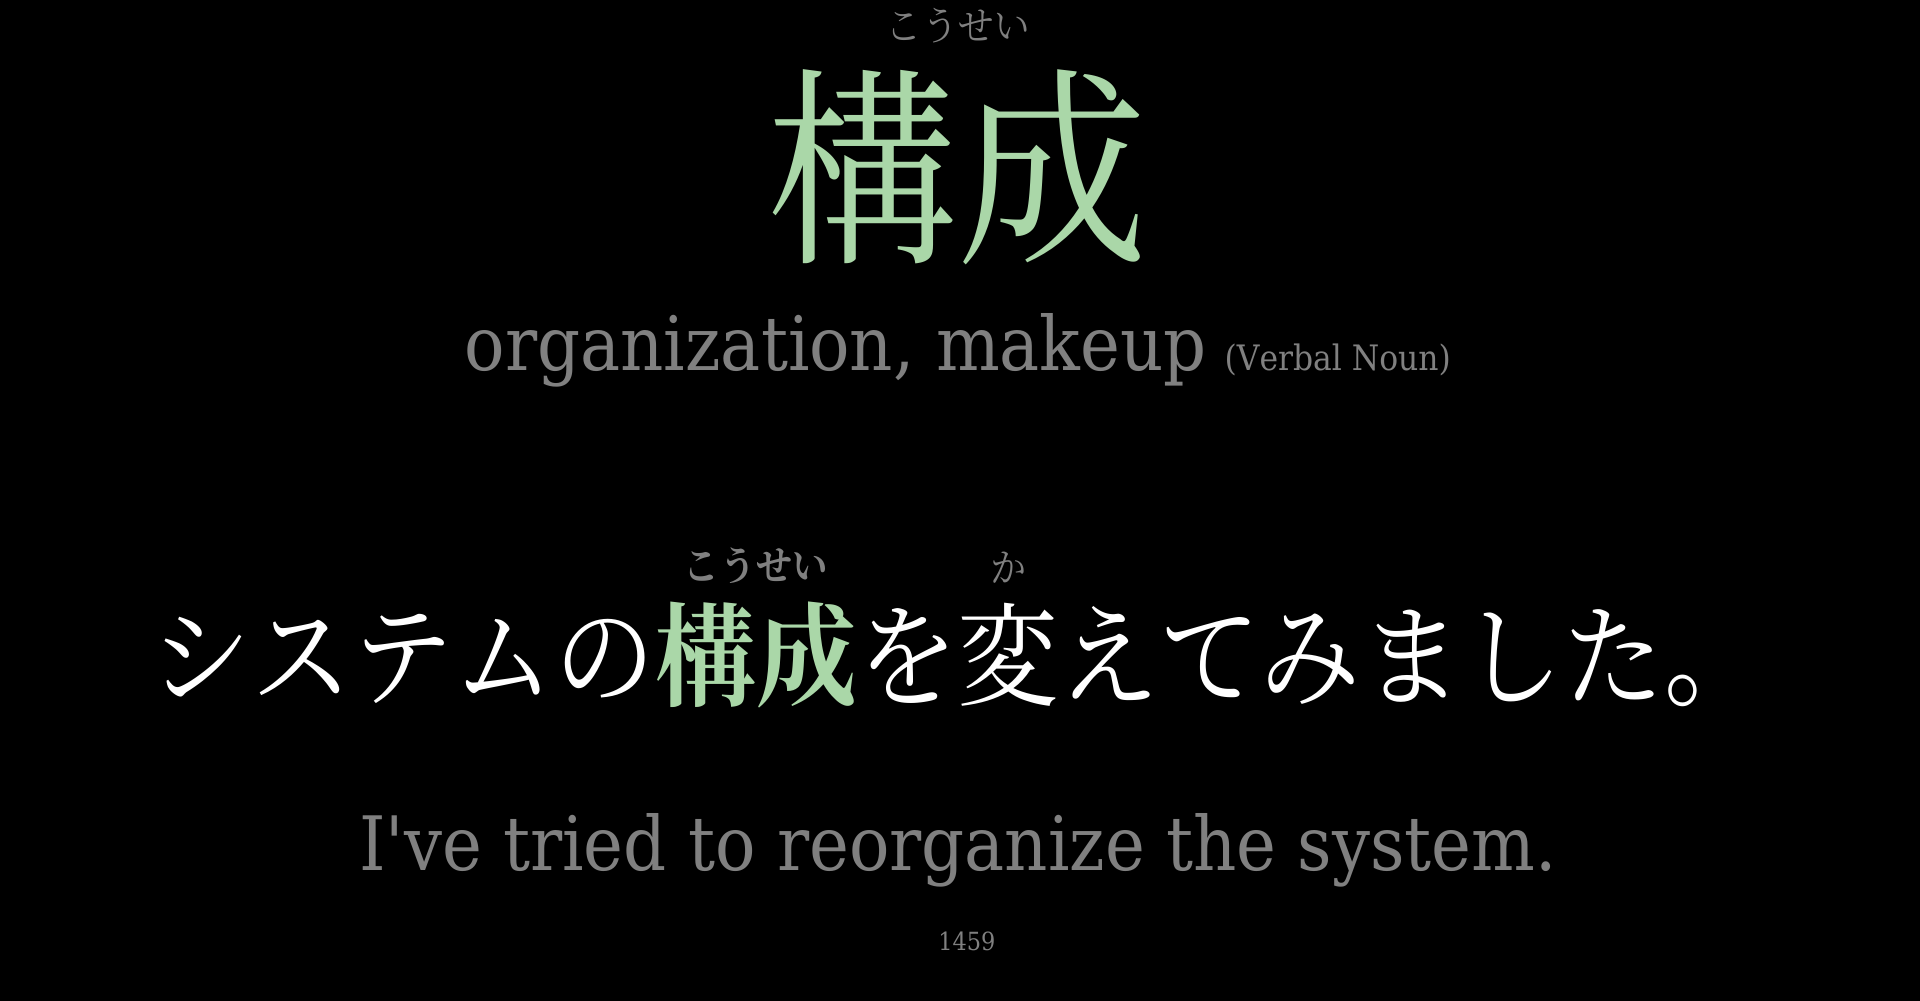 こうせい
構成
organization, makeup (Verbal Noun)
こうせい か
システムの構成を変えてみました。
I've tried to reorganize the system.
1459